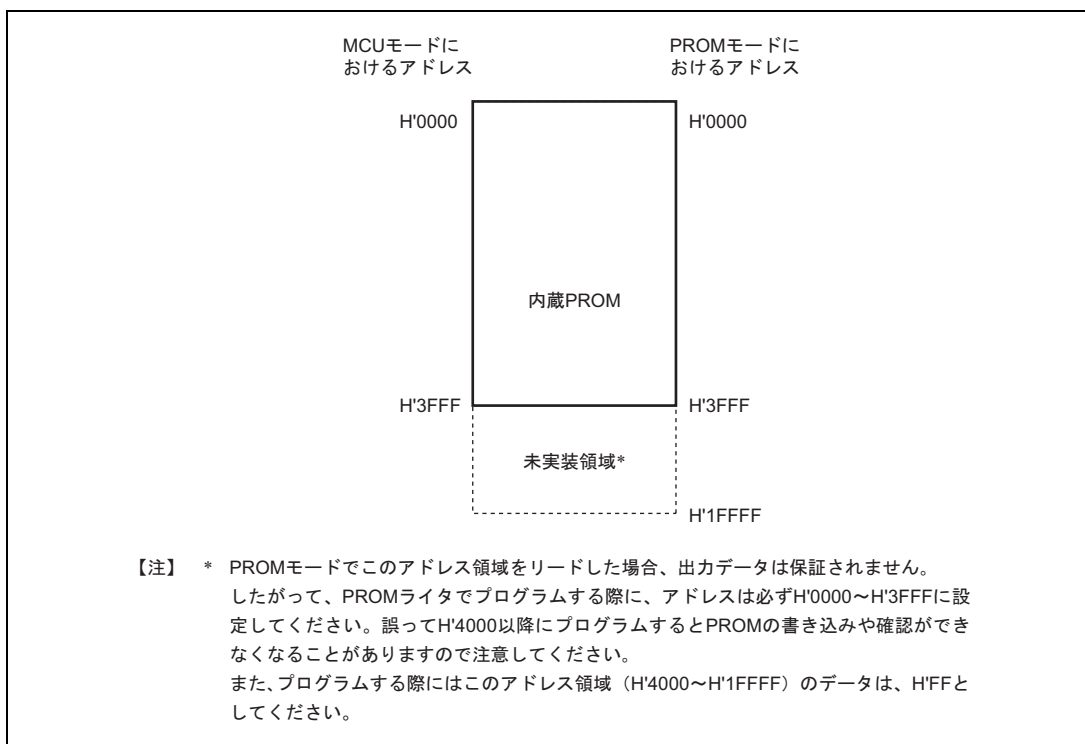 MCUモードに
おけるアドレス
PROMモードに
おけるアドレス
H'0000
H'0000
内蔵PROM
H'3FFF
H'3FFF
未実装領域*
H'1FFFF
【注】 * PROMモードでこのアドレス領域をリードした場合、出力データは保証されません。
したがって、PROMライタでプログラムする際に、アドレスは必ずH'0000～H'3FFFに設
定してください。誤ってH'4000以降にプログラムするとPROMの書き込みや確認ができ
なくなることがありますので注意してください。
また、プログラムする際にはこのアドレス領域（H'4000～H'1FFFF）のデータは、H'FFと
してください。